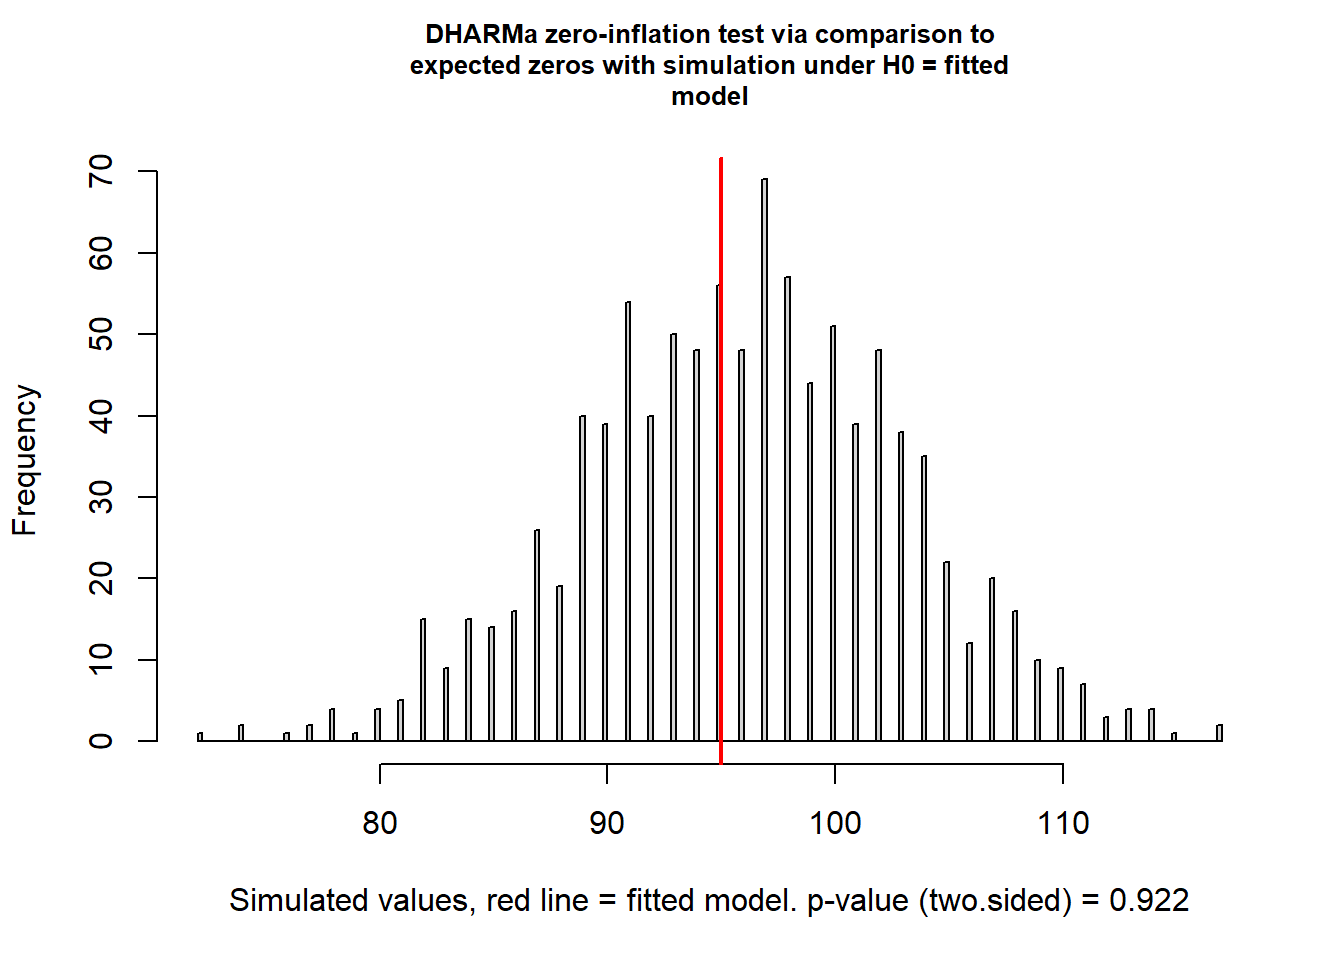 DHARMa zero-inflation test via comparison to
expected zeros with simulation under H0 = fitted
model
70
60
50
40
30
20
10
0
Frequency
80 90 100 110
Simulated values, red line = fitted model. p-value (two.sided) = 0.922